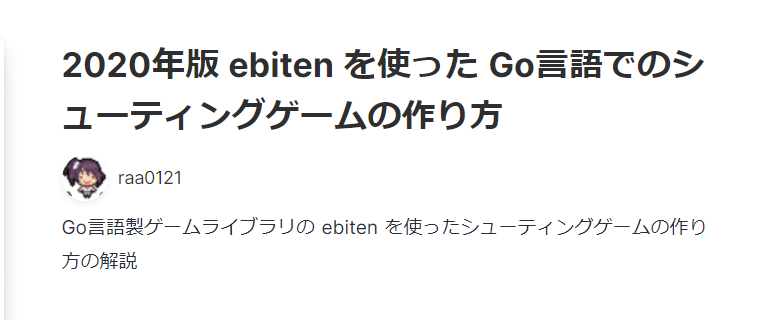 2020年版 ebiten を使った Go言語でのシ
ューティングゲームの作り方
raa0121
Go言語製ゲームライブラリの ebiten を使ったシューティングゲームの作り
方の解説